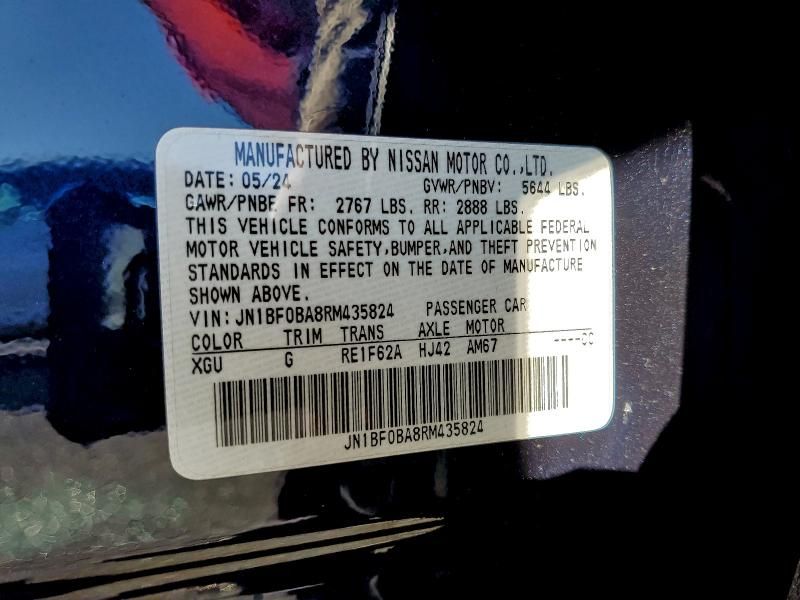 MANUFACTURED BY NISSAN MOTOR CO.,LTD.
DATE: 05/24 GVWR/PNBV: 5644 LBS.
GAWR/PNBE FR: 2767 LBS. RR: 2888 LBS.
THIS VEHICLE CONFORMS TO ALL APPLICABLE FEDERAL
MOTOR VEHICLE SAFETY,BUMPER,AND THEFT PREVENTION
STANDARDS IN EFFECT ON THE DATE OF MANUFACTURE
SHOWN ABOVE.
VIN:JN1BF0BA8RM435824 PASSENGER CAR
COLOR TRIM TRANS AXLE MOTOR
XGU G RE1F62A HJ42 AM67 ----CC
JN1BF0BA8RM435824